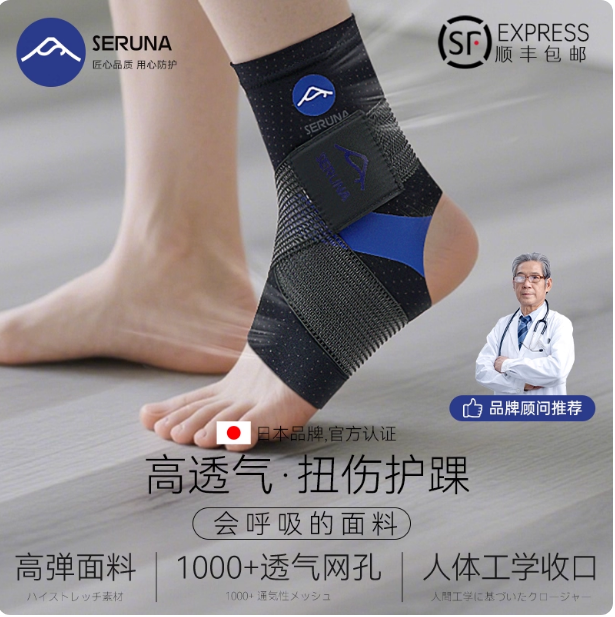 SERUNA
匠心品质 用心防护
SF
EXPRESS
顺丰包邮
SERUNA
SERUNA
品牌顾问推荐
日本品牌,官方认证
高透气·扭伤护踝
会呼吸的面料
高弹面料
1000+透气网孔
人体工学收口
ハイストレッチ素材
1000+ 通気性メッシュ
人間工学に基づいたクロージャー